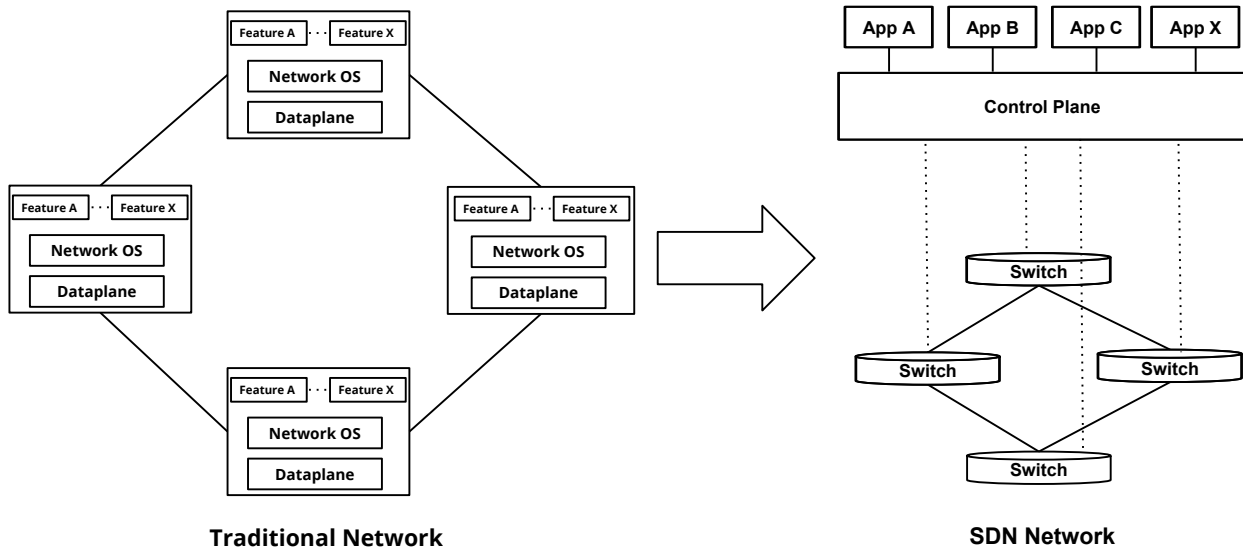 Feature A ··· Feature X
Network OS
Dataplane
Feature A ··· Feature X
Network OS
Dataplane
Feature A ··· Feature X
Network OS
Dataplane
Feature A ··· Feature X
Network OS
Dataplane
Traditional Network
App A
App B
App C
App X
Control Plane
Switch
Switch
Switch
Switch
SDN Network